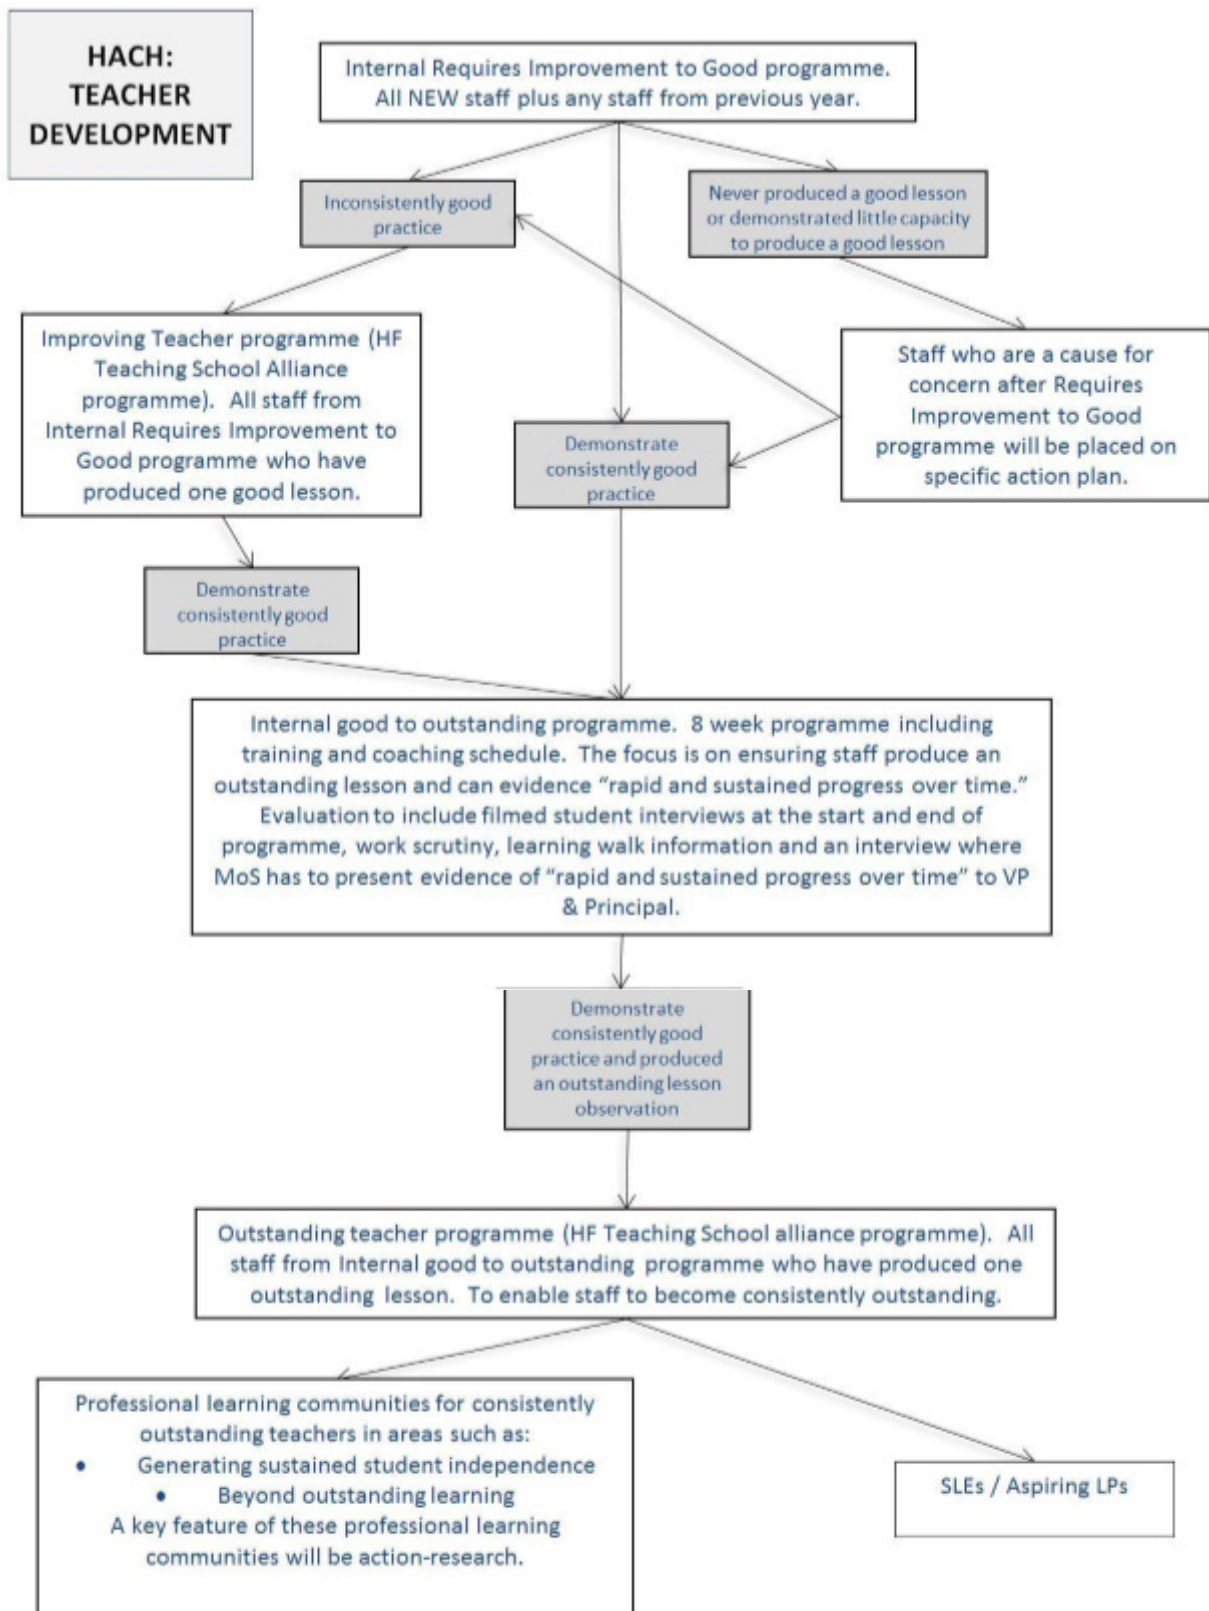 HACH:
TEACHER
DEVELOPMENT
Internal Requires Improvement to Good programme.
All NEW staff plus any staff from previous year.
Inconsistently good
practice
Never produced a good lesson
or demonstrated little capacity
to produce a good lesson
Improving Teacher programme (HF
Teaching School Alliance
programme). All staff from
Internal Requires Improvement to
Good programme who have
produced one good lesson.
Staff who are a cause for
concern after Requires
Improvement to Good
programme will be placed on
specific action plan.
Demonstrate
consistently good
practice
Demonstrate
consistently good
practice
Internal good to outstanding programme. 8 week programme including
training and coaching schedule. The focus is on ensuring staff produce an
outstanding lesson and can evidence “rapid and sustained progress over time.”
Evaluation to include filmed student interviews at the start and end of
programme, work scrutiny, learning walk information and an interview where
MoS has to present evidence of “rapid and sustained progress over time” to VP
& Principal.
Demonstrate
consistently good
practice and produced
an outstanding lesson
observation
Outstanding teacher programme (HF Teaching School alliance programme). All
staff from Internal good to outstanding programme who have produced one
outstanding lesson. To enable staff to become consistently outstanding.
Professional learning communities for consistently
outstanding teachers in areas such as:
• Generating sustained student independence
• Beyond outstanding learning
A key feature of these professional learning
communities will be action-research.
SLEs / Aspiring LPs